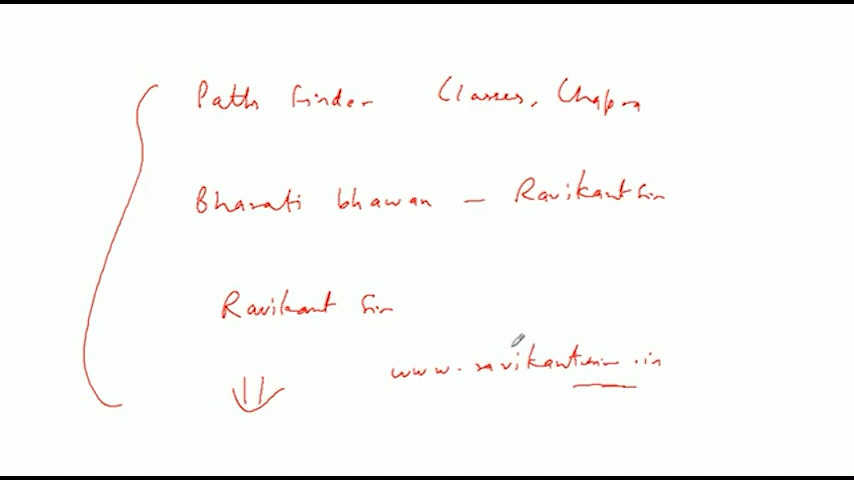 Path finder Classes, Chapra
Bharati bhawan - Ravikant Sir
Ravikant Sir
www.ravikantsir.in